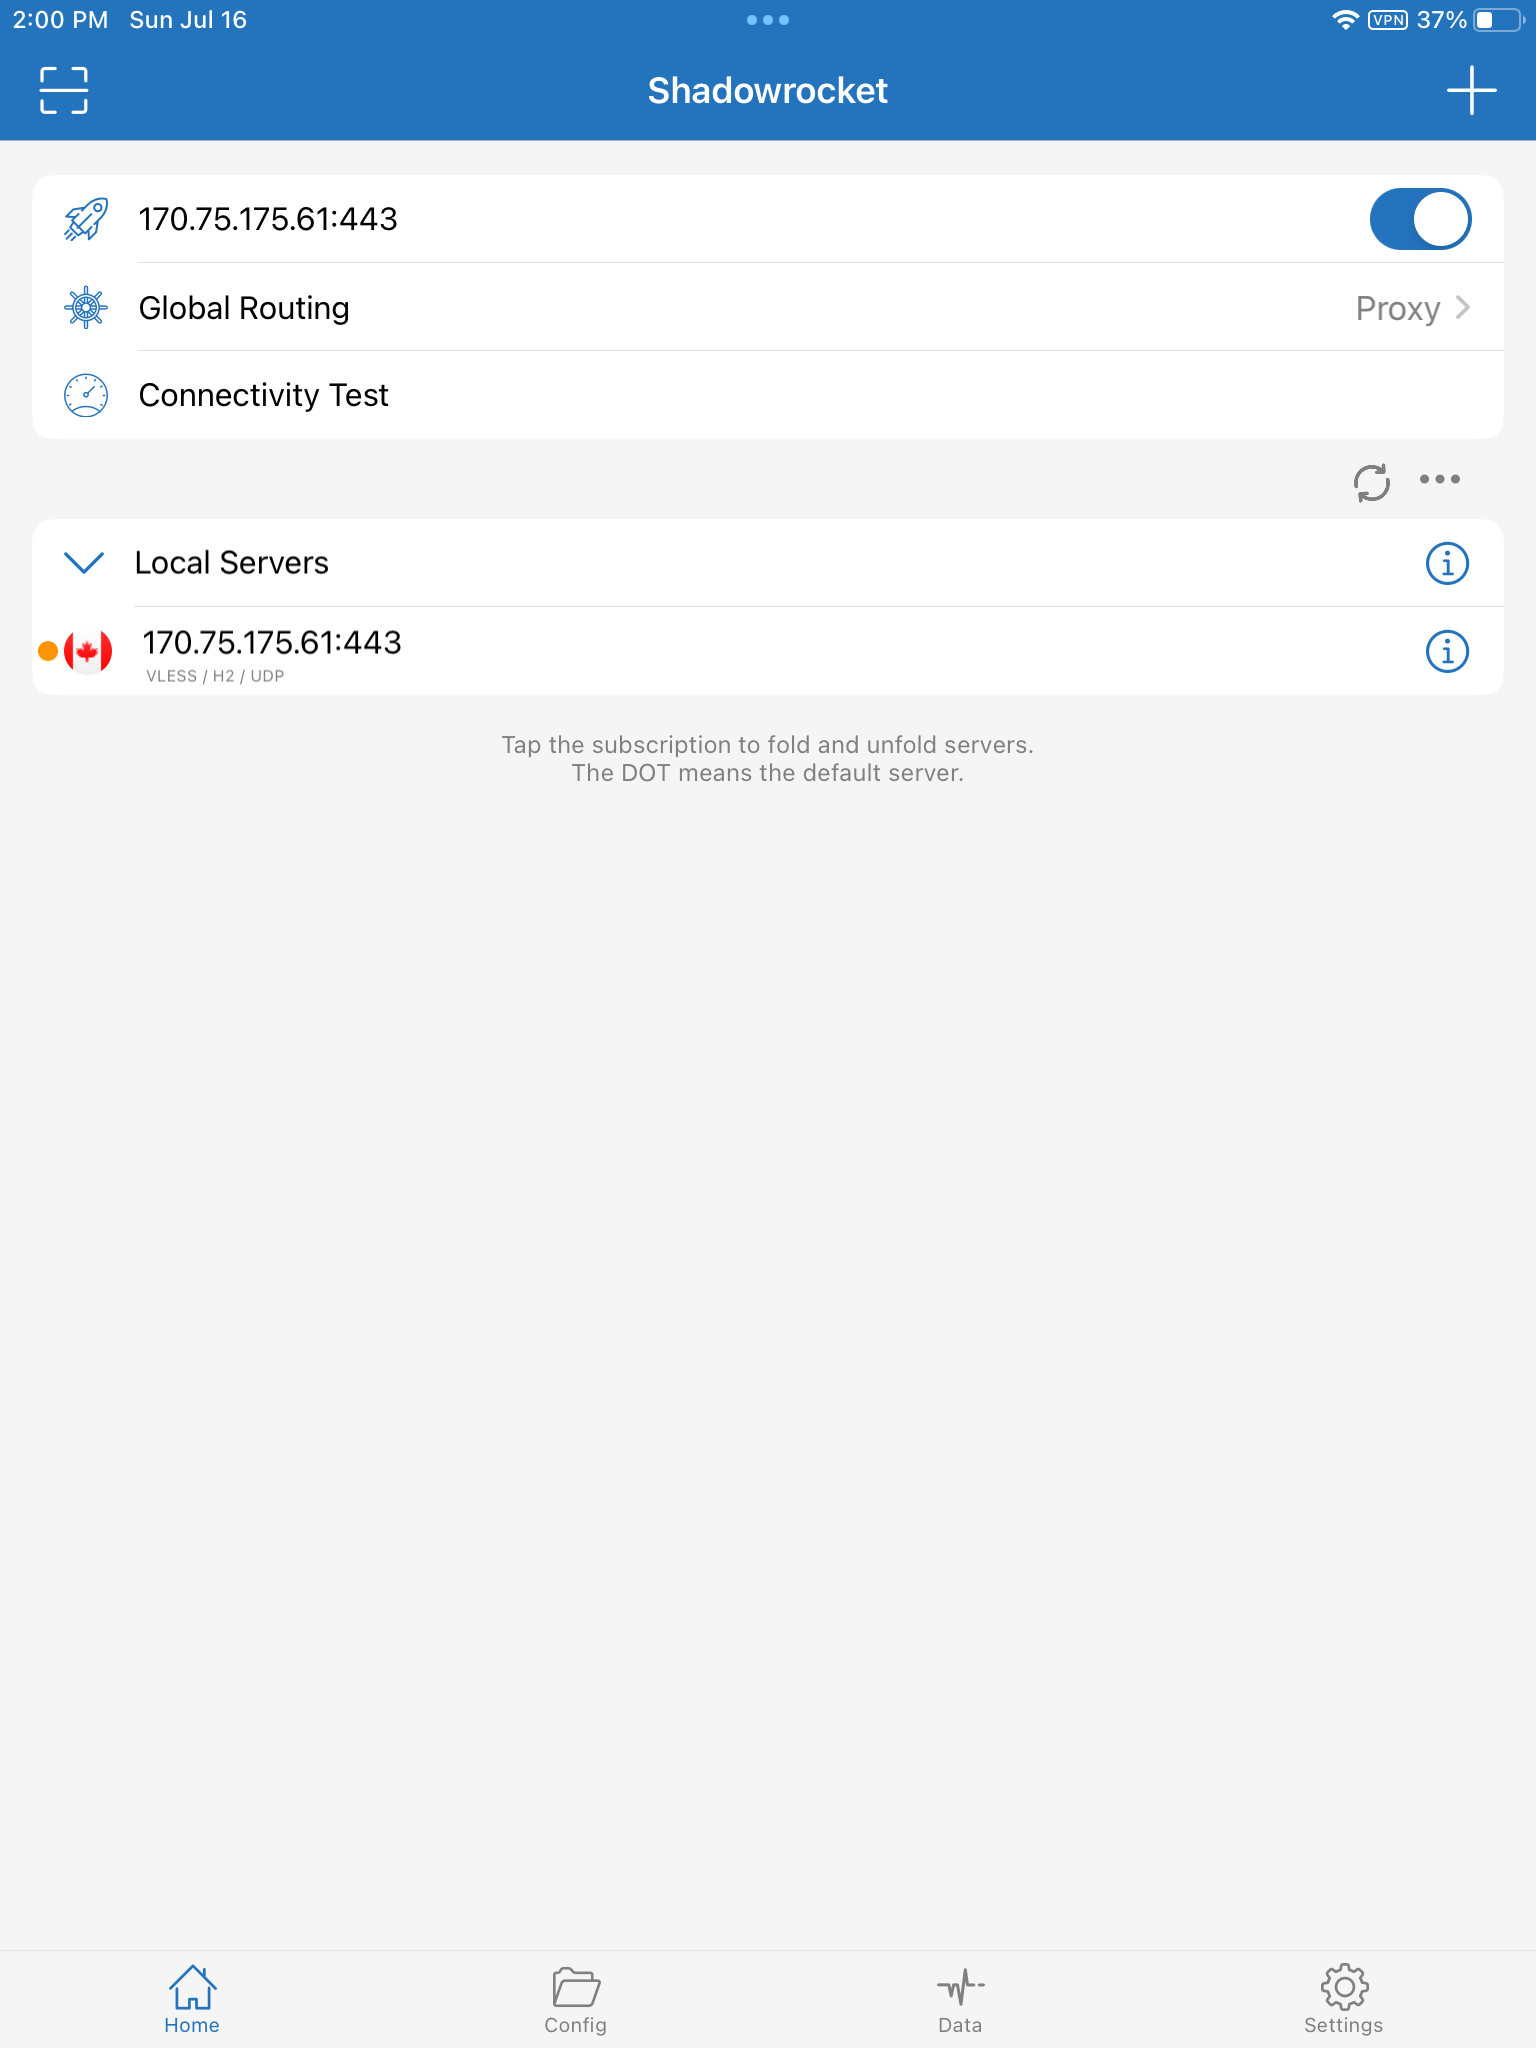 2:00 PM Sun Jul 16
VPN 37%
Shadowrocket
170.75.175.61:443
Global Routing
Proxy
Connectivity Test
Local Servers
170.75.175.61:443
VLESS / H2 / UDP
Tap the subscription to fold and unfold servers.
The DOT means the default server.
Home
Config
Data
Settings